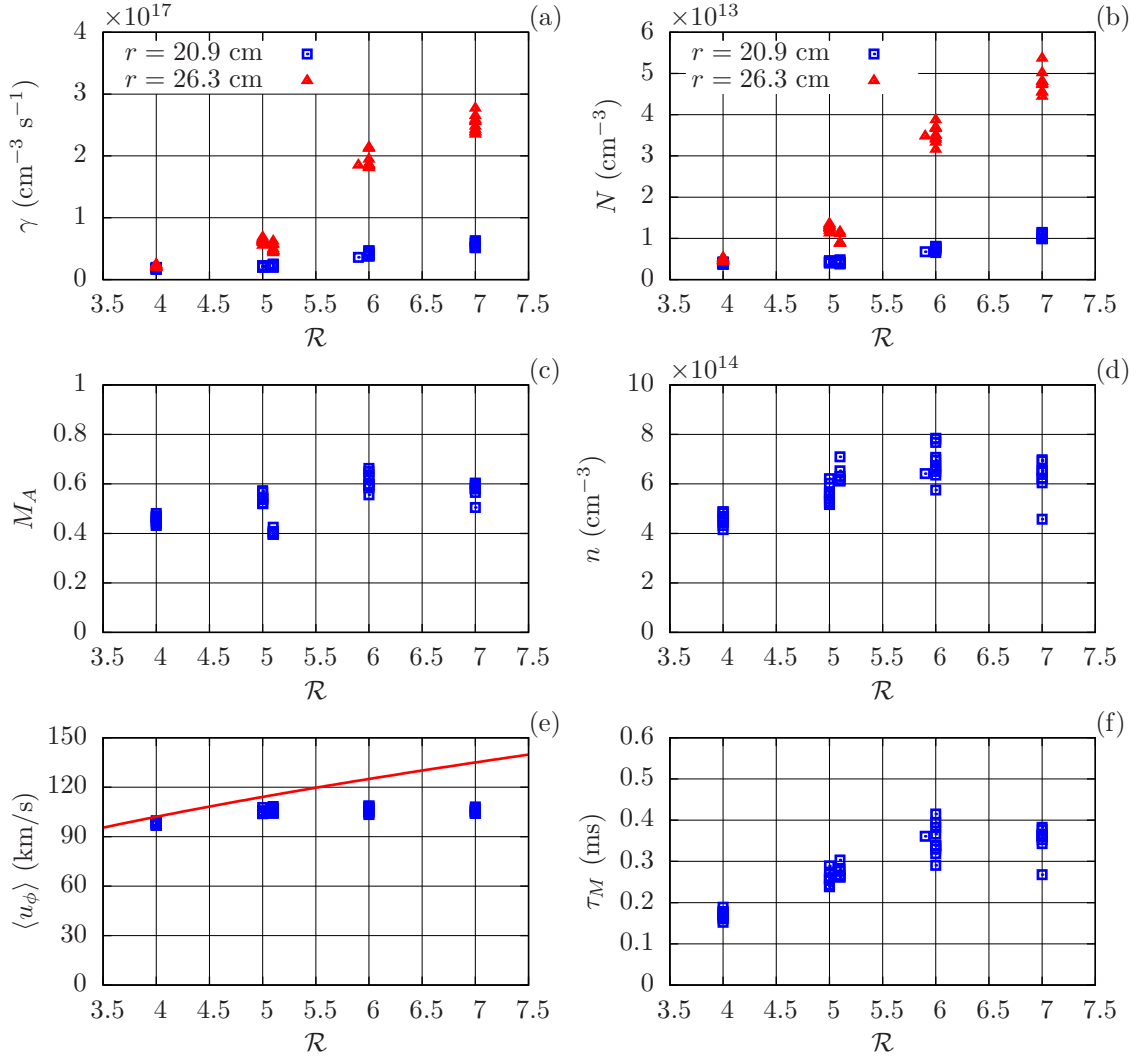 ×10¹⁷ (a)
γ (cm⁻³ s⁻¹)
4
3
2
1
0
r = 20.9 cm
r = 26.3 cm
3.5 4 4.5 5 5.5 6 6.5 7 7.5
ℛ
×10¹³ (b)
N (cm⁻³)
6
5
4
3
2
1
0
r = 20.9 cm
r = 26.3 cm
3.5 4 4.5 5 5.5 6 6.5 7 7.5
ℛ
(c)
M_A
1
0.8
0.6
0.4
0.2
0
3.5 4 4.5 5 5.5 6 6.5 7 7.5
ℛ
×10¹⁴ (d)
n (cm⁻³)
10
8
6
4
2
0
3.5 4 4.5 5 5.5 6 6.5 7 7.5
ℛ
(e)
⟨u_ϕ⟩ (km/s)
150
120
90
60
30
0
3.5 4 4.5 5 5.5 6 6.5 7 7.5
ℛ
(f)
τ_M (ms)
0.6
0.5
0.4
0.3
0.2
0.1
0
3.5 4 4.5 5 5.5 6 6.5 7 7.5
ℛ